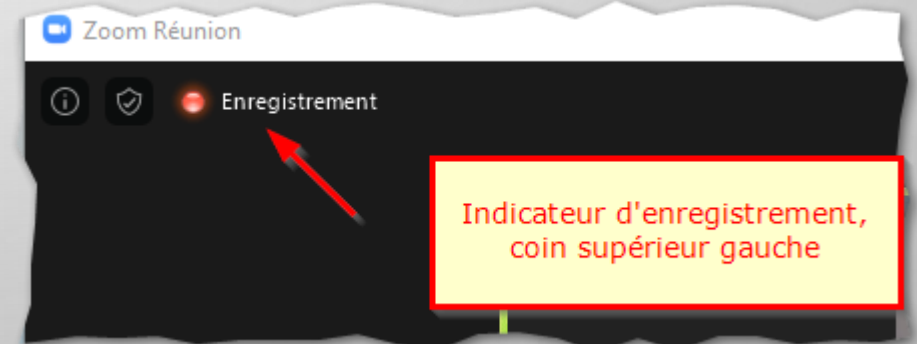 Zoom Réunion
Enregistrement
Indicateur d'enregistrement,
coin supérieur gauche